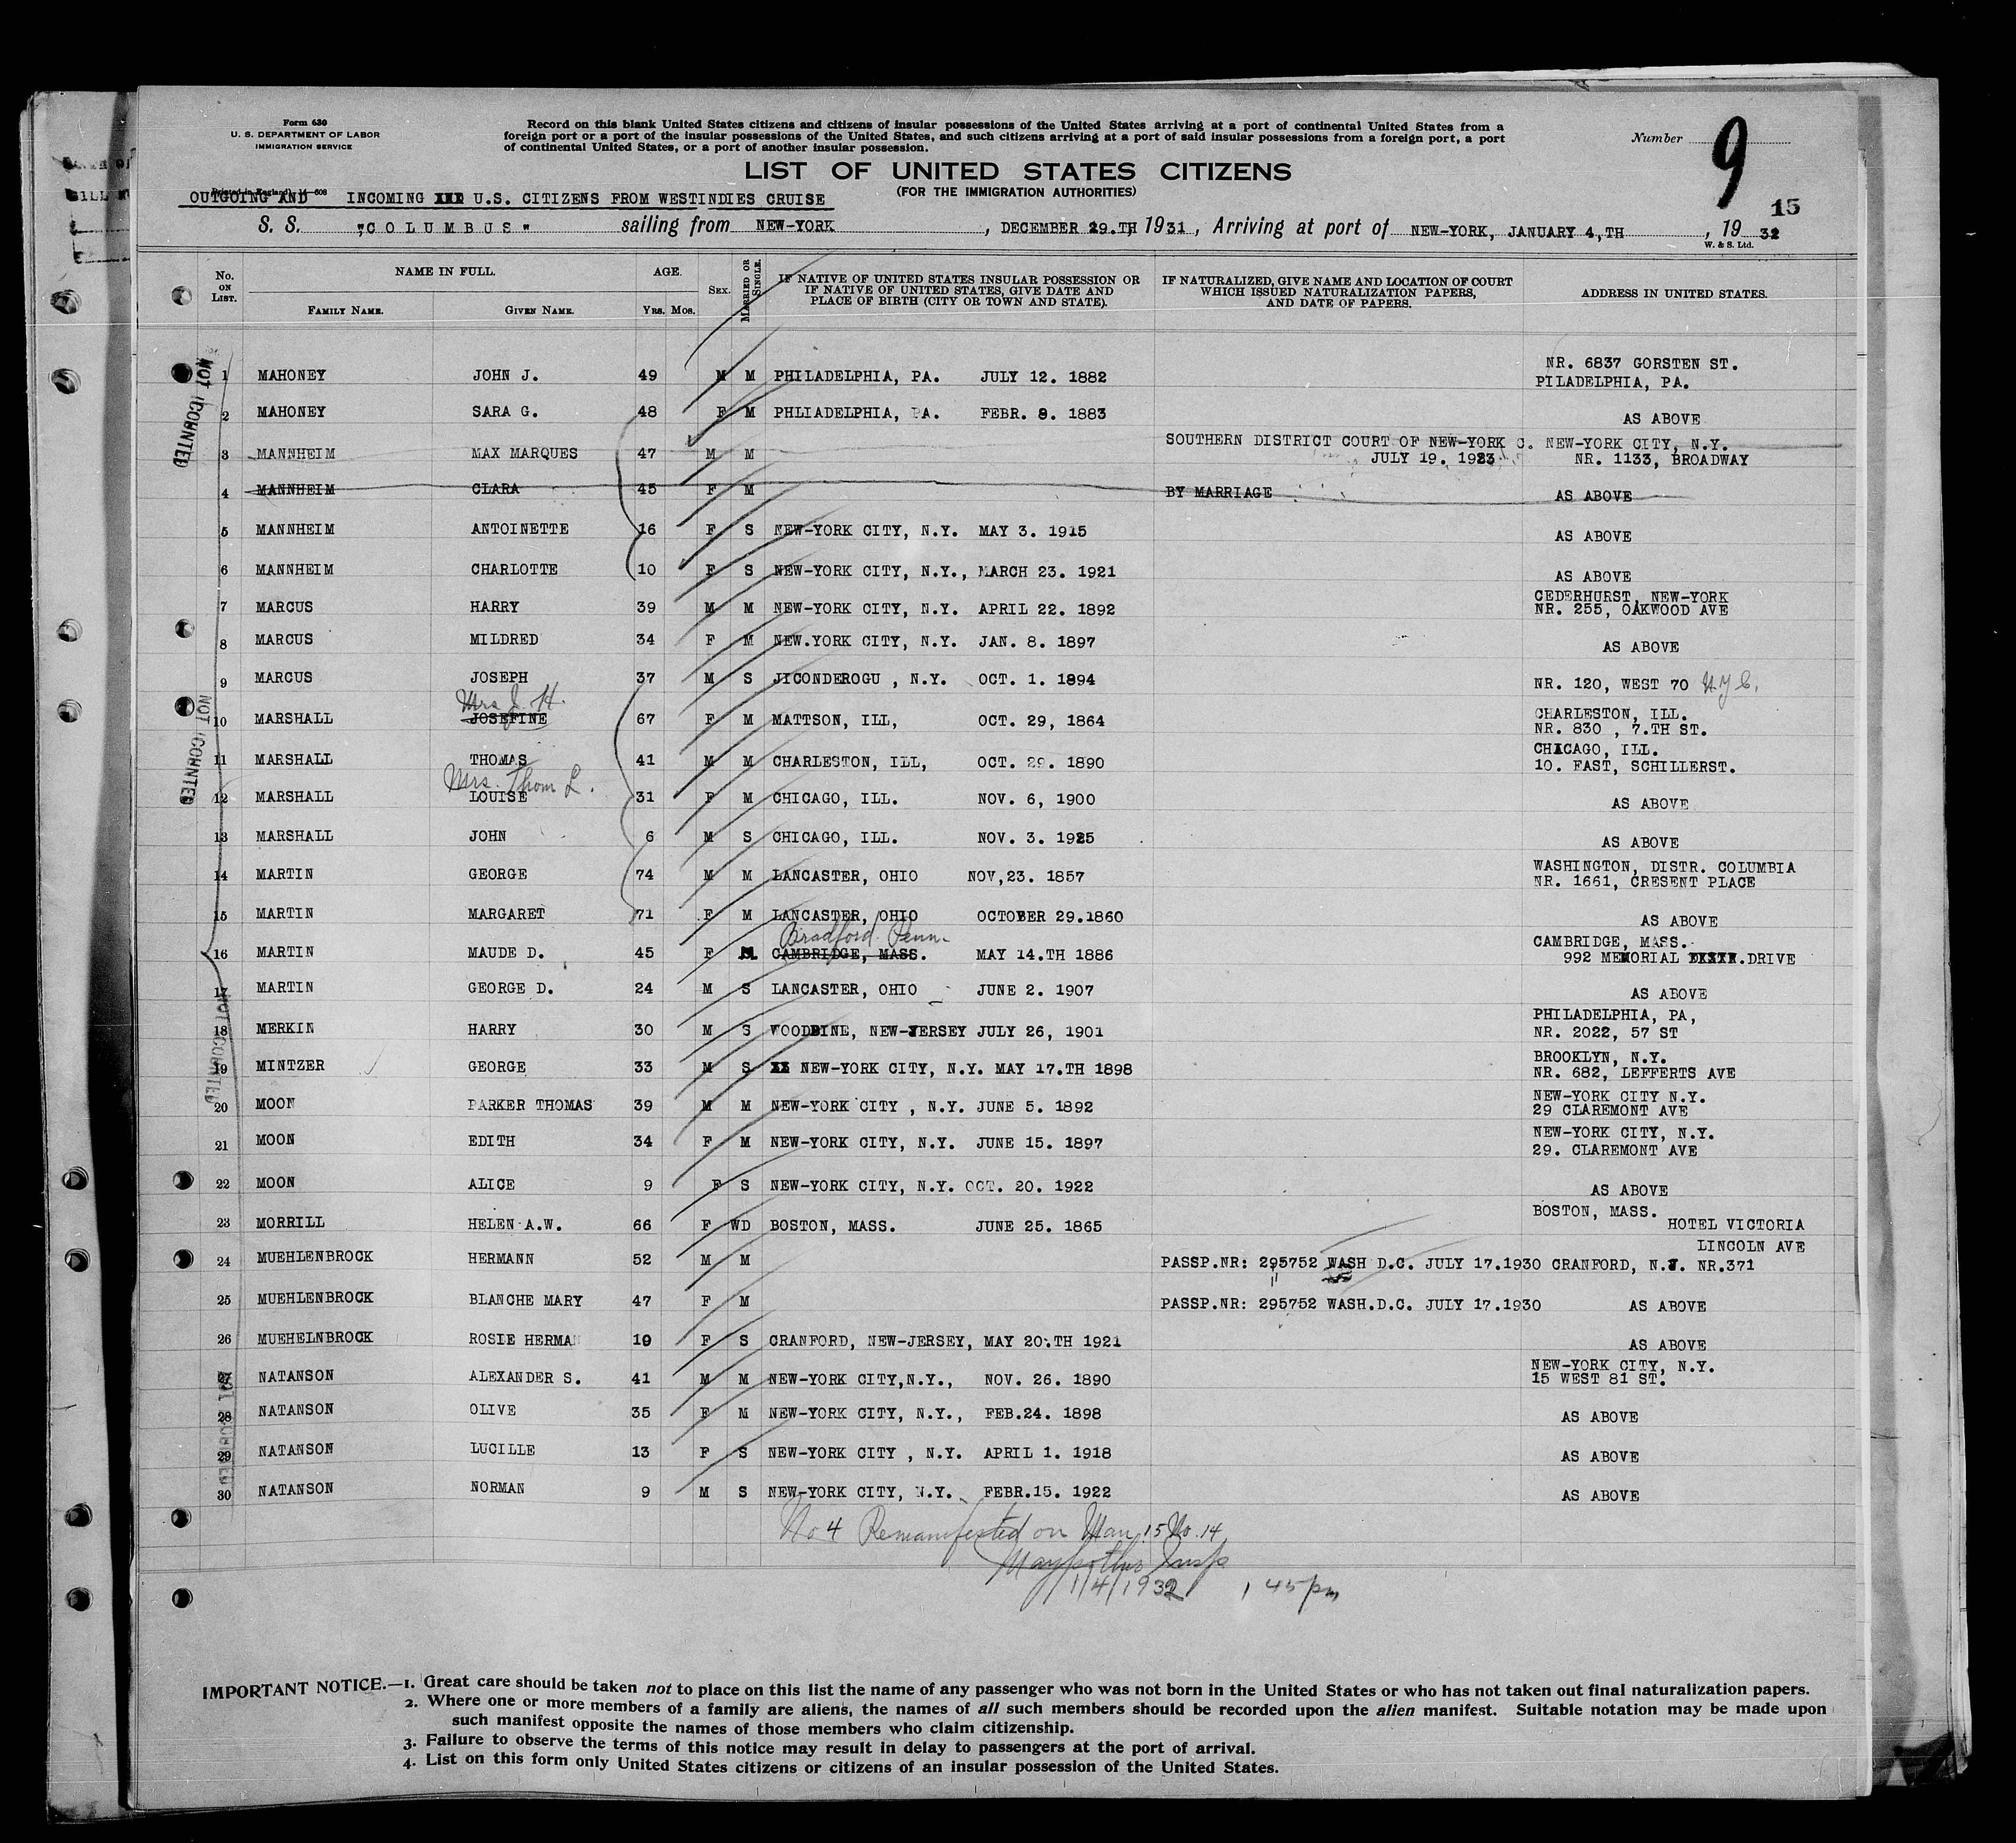 Form 630
U. S. DEPARTMENT OF LABOR
IMMIGRATION SERVICE
Record on this blank United States citizens and citizens of insular possessions of the United States arriving at a port of continental United States from a
foreign port or a port of the insular possessions of the United States, and such citizens arriving at a port of said insular possessions from a foreign port, a port
of continental United States, or a port of another insular possession.
Number 9
15
LIST OF UNITED STATES CITIZENS
(FOR THE IMMIGRATION AUTHORITIES)
OUTGOING AND INCOMING U.S. CITIZENS FROM WESTINDIES CRUISE
S. S. "COLUMBUS" sailing from NEW-YORK, DECEMBER 29.TH, 1931, Arriving at port of NEW-YORK, JANUARY 4,TH, 1932
W. & S. Ltd.
No. ON LIST. NAME IN FULL. AGE. SEX. MARRIED OR SINGLE. IF NATIVE OF UNITED STATES INSULAR POSSESSION OR IF NATIVE OF UNITED STATES, GIVE DATE AND PLACE OF BIRTH (CITY OR TOWN AND STATE). IF NATURALIZED, GIVE NAME AND LOCATION OF COURT WHICH ISSUED NATURALIZATION PAPERS, AND DATE OF PAPERS. ADDRESS IN UNITED STATES.
FAMILY NAME. GIVEN NAME. YRS. MOS.
NOT COUNTED
1 MAHONEY JOHN J. 49 M M PHILADELPHIA, PA. JULY 12. 1882 NR. 6837 GORSTEN ST. PILADELPHIA, PA.
2 MAHONEY SARA G. 48 F M PHLIADELPHIA, PA. FEBR. 8. 1883 AS ABOVE
3 MANNHEIM MAX MARQUES 47 M M SOUTHERN DISTRICT COURT OF NEW-YORK C. JULY 19. 1923 NEW-YORK CITY, N.Y. NR. 1133, BROADWAY
4 MANNHEIM CLARA 45 F M BY MARRIAGE AS ABOVE
5 MANNHEIM ANTOINETTE 16 F S NEW-YORK CITY, N.Y. MAY 3. 1915 AS ABOVE
6 MANNHEIM CHARLOTTE 10 F S NEW-YORK CITY, N.Y., MARCH 23. 1921 AS ABOVE
7 MARCUS HARRY 39 M M NEW-YORK CITY, N.Y. APRIL 22. 1892 CEDERHURST, NEW-YORK NR. 255, OAKWOOD AVE
8 MARCUS MILDRED 34 F M NEW.YORK CITY, N.Y. JAN. 8. 1897 AS ABOVE
9 MARCUS JOSEPH 37 M S JICONDEROGU , N.Y. OCT. 1. 1894 NR. 120, WEST 70 N.Y.C.
Mrs J. H.
10 MARSHALL JOSEFINE 67 F M MATTSON, ILL, OCT. 29, 1864 CHARLESTON, ILL. NR. 830 , 7.TH ST.
11 MARSHALL THOMAS 41 M M CHARLESTON, ILL, OCT. 29. 1890 CHICAGO, ILL. 10. FAST, SCHILLERST.
NOT COUNTED
Mrs. Thom L.
12 MARSHALL LOUISE 31 F M CHICAGO, ILL. NOV. 6, 1900 AS ABOVE
13 MARSHALL JOHN 6 M S CHICAGO, ILL. NOV. 3. 1925 AS ABOVE
14 MARTIN GEORGE 74 M M LANCASTER, OHIO NOV,23. 1857 WASHINGTON, DISTR. COLUMBIA NR. 1661, CRESENT PLACE
15 MARTIN MARGARET 71 F M LANCASTER, OHIO OCTOBER 29.1860 AS ABOVE
Bradford Penn.
16 MARTIN MAUDE D. 45 F M. CAMBRIDGE, MASS. MAY 14.TH 1886 CAMBRIDGE, MASS. 992 MEMORIAL DRIVE
17 MARTIN GEORGE D. 24 M S LANCASTER, OHIO JUNE 2. 1907 AS ABOVE
18 MERKIN HARRY 30 M S WOODBINE, NEW-JERSEY JULY 26, 1901 PHILADELPHIA, PA, NR. 2022, 57 ST
NOT COUNTED
19 MINTZER GEORGE 33 M S NEW-YORK CITY, N.Y. MAY 17.TH 1898 BROOKLYN, N.Y. NR. 682, LEFFERTS AVE
20 MOON PARKER THOMAS 39 M M NEW-YORK CITY , N.Y. JUNE 5. 1892 NEW-YORK CITY N.Y. 29 CLAREMONT AVE
21 MOON EDITH 34 F M NEW-YORK CITY, N.Y. JUNE 15. 1897 NEW-YORK CITY, N.Y. 29. CLAREMONT AVE
22 MOON ALICE 9 F S NEW-YORK CITY, N.Y. OCT. 20. 1922 AS ABOVE
23 MORRILL HELEN A.W. 66 F WD BOSTON, MASS. JUNE 25. 1865 BOSTON, MASS. HOTEL VICTORIA
24 MUEHLENBROCK HERMANN 52 M M PASSP.NR: 295752 WASH D.C. JULY 17.1930 LINCOLN AVE CRANFORD, N.J. NR.371
25 MUEHLENBROCK BLANCHE MARY 47 F M PASSP.NR: 295752 WASH.D.C. JULY 17.1930 AS ABOVE
26 MUEHELNBROCK ROSIE HERMA 10 F S CRANFORD, NEW-JERSEY, MAY 20.TH 1921 AS ABOVE
27 NATANSON ALEXANDER S. 41 M M NEW-YORK CITY,N.Y., NOV. 26. 1890 NEW-YORK CITY, N.Y. 15 WEST 81 ST.
28 NATANSON OLIVE 35 F M NEW-YORK CITY, N.Y., FEB.24. 1898 AS ABOVE
29 NATANSON LUCILLE 13 F S NEW-YORK CITY , N.Y. APRIL 1. 1918 AS ABOVE
30 NATANSON NORMAN 9 M S NEW-YORK CITY, N.Y. FEBR.15. 1922 AS ABOVE
No 4 Remanifested on Man. 15 No. 14
Insp
1/4/1932 1 45 pm
IMPORTANT NOTICE.—1. Great care should be taken not to place on this list the name of any passenger who was not born in the United States or who has not taken out final naturalization papers.
2. Where one or more members of a family are aliens, the names of all such members should be recorded upon the alien manifest. Suitable notation may be made upon
such manifest opposite the names of those members who claim citizenship.
3. Failure to observe the terms of this notice may result in delay to passengers at the port of arrival.
4. List on this form only United States citizens or citizens of an insular possession of the United States.